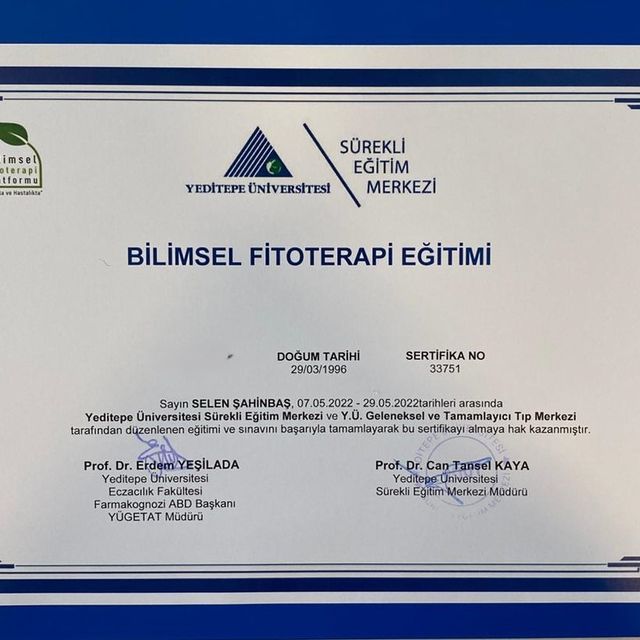 YEDİTEPE ÜNİVERSİTESİ
SÜREKLİ
EĞİTİM
MERKEZİ
BİLİMSEL FİTOTERAPİ EĞİTİMİ
DOĞUM TARİHİ SERTİFİKA NO
29/03/1996 33751
Sayın SELEN ŞAHİNBAŞ, 07.05.2022 - 29.05.2022tarihleri arasında
Yeditepe Üniversitesi Sürekli Eğitim Merkezi ve Y.Ü. Geleneksel ve Tamamlayıcı Tıp Merkezi
tarafından düzenlenen eğitimi ve sınavını başarıyla tamamlayarak bu sertifikayı almaya hak kazanmıştır.
Prof. Dr. Erdem YEŞİLADA
Yeditepe Üniversitesi
Eczacılık Fakültesi
Farmakognozi ABD Başkanı
YÜGETAT Müdürü
Prof. Dr. Can Tansel KAYA
Yeditepe Üniversitesi
Sürekli Eğitim Merkezi Müdürü